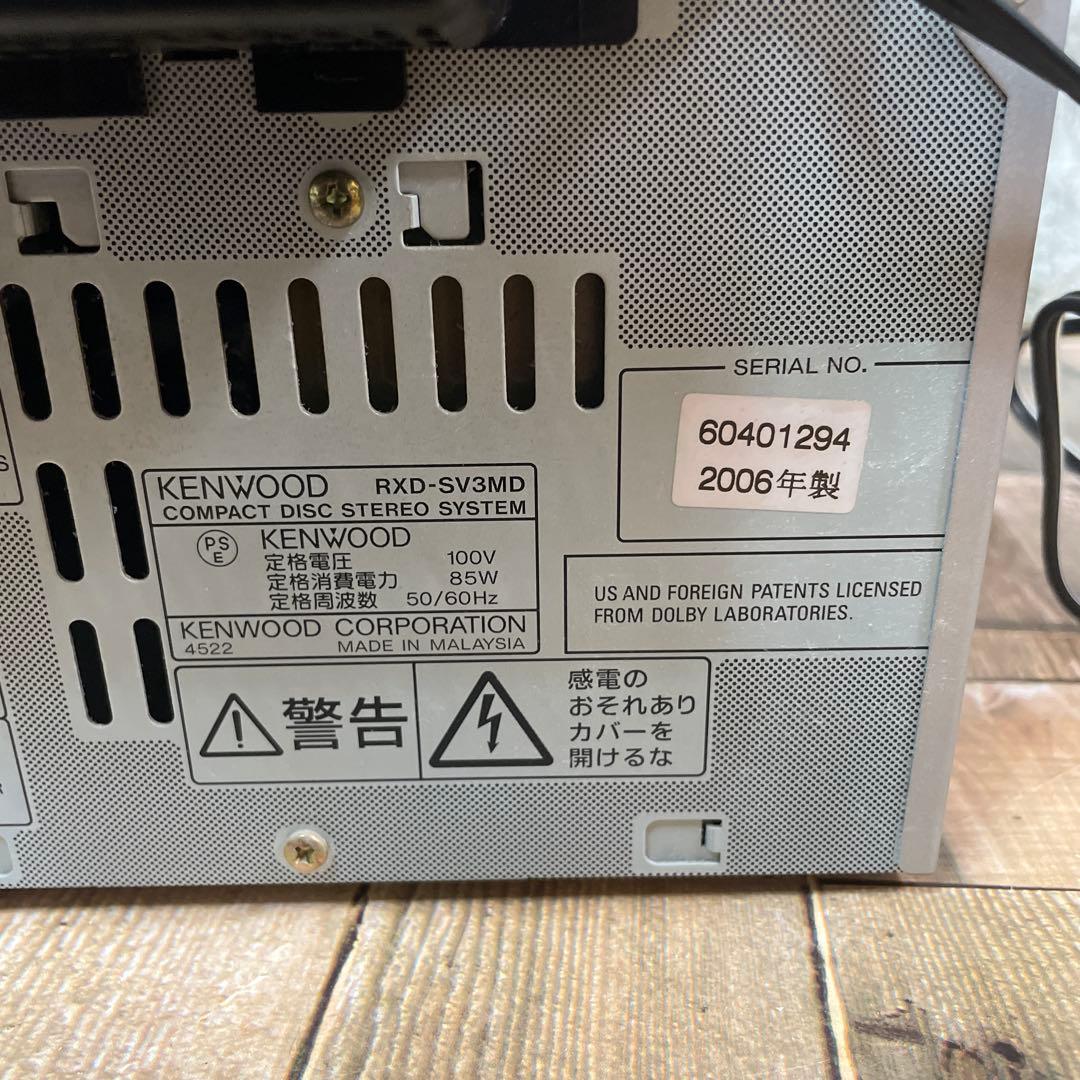 SERIAL NO.
60401294
2006年製
KENWOOD RXD-SV3MD
COMPACT DISC STEREO SYSTEM
PS
E
KENWOOD
定格電圧 100V
定格消費電力 85W
定格周波数 50/60Hz
KENWOOD CORPORATION
4522 MADE IN MALAYSIA
US AND FOREIGN PATENTS LICENSED
FROM DOLBY LABORATORIES.
警告
感電の
おそれあり
カバーを
開けるな
S
R